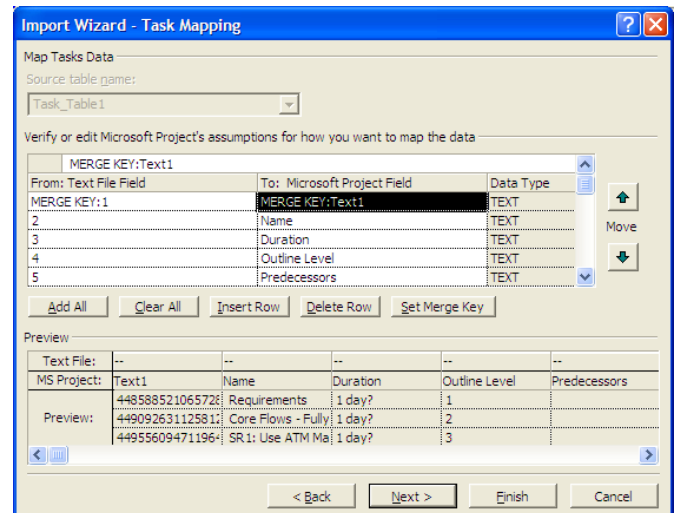 Import Wizard - Task Mapping
Map Tasks Data
Source table name:
Task_Table1
Verify or edit Microsoft Project's assumptions for how you want to map the data
MERGE KEY:Text1
From: Text File Field To: Microsoft Project Field Data Type
MERGE KEY:1 MERGE KEY:Text1 TEXT
2 Name TEXT
3 Duration TEXT
4 Outline Level TEXT
5 Predecessors TEXT
Move
Add All Clear All Insert Row Delete Row Set Merge Key
Preview
Text File: -- -- -- -- --
MS Project: Text1 Name Duration Outline Level Predecessors
Preview:
448588521065728 Requirements 1 day? 1
449092631125812 Core Flows - Fully 1 day? 2
44955609471196 SR1: Use ATM Ma 1 day? 3
< Back Next > Finish Cancel